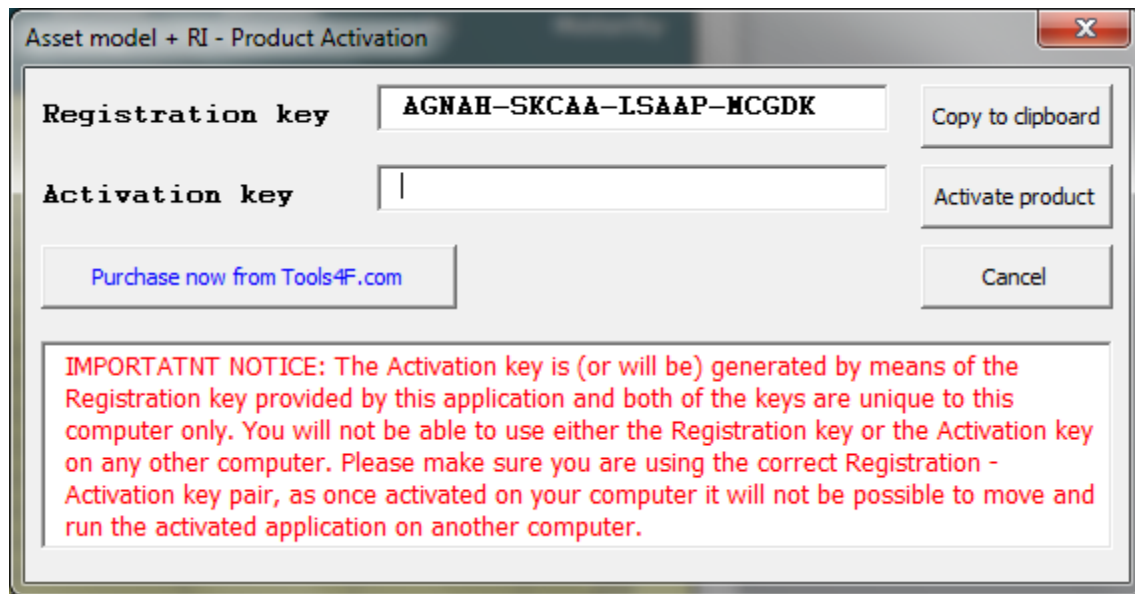 Asset model + RI - Product Activation
Registration key
AGNAH-SKCAA-LSAAP-MCGDK
Copy to clipboard
Activation key
Activate product
Purchase now from Tools4F.com
Cancel
IMPORTATNT NOTICE: The Activation key is (or will be) generated by means of the
Registration key provided by this application and both of the keys are unique to this
computer only. You will not be able to use either the Registration key or the Activation key
on any other computer. Please make sure you are using the correct Registration -
Activation key pair, as once activated on your computer it will not be possible to move and
run the activated application on another computer.